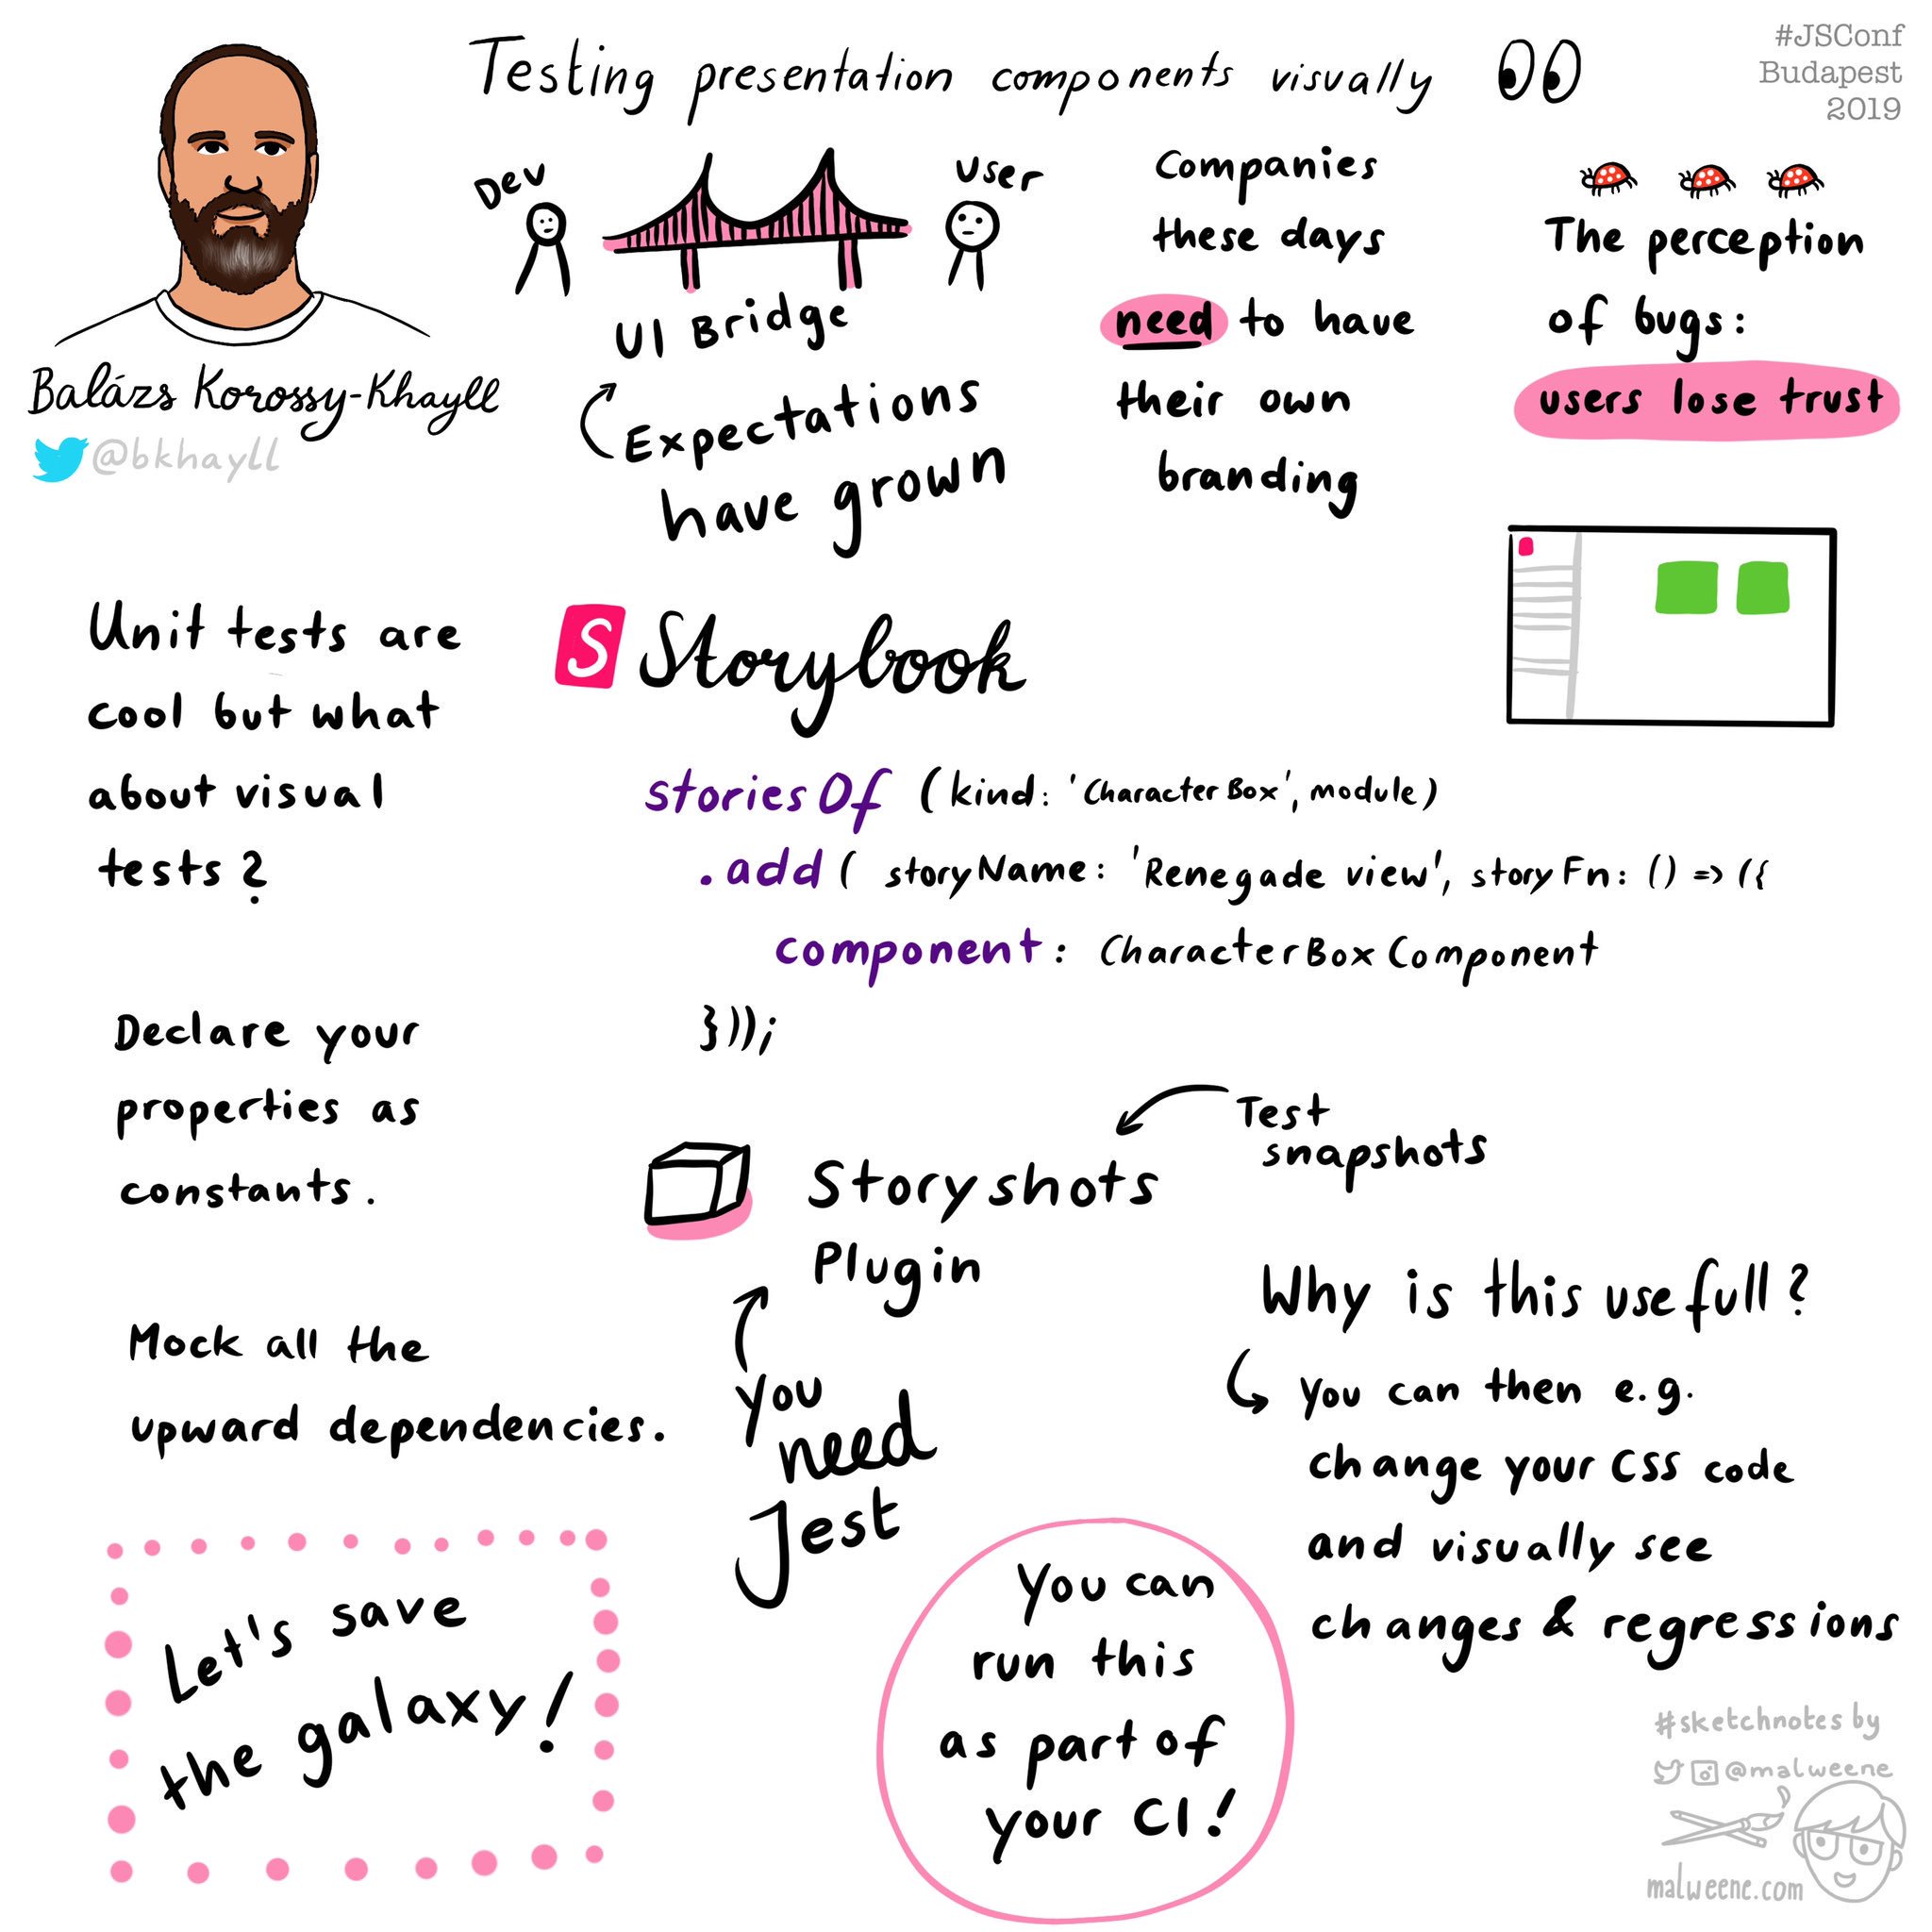 Testing presentation components visually
#JSConf
Budapest
2019
Balázs Korossy-Khayll
@bkhayll
Dev
User
UI Bridge
Expectations
have grown
Companies
these days
need to have
their own
branding
The perception
of bugs:
users lose trust
Unit tests are
cool but what
about visual
tests?
S Storybook
storiesOf (kind: 'CharacterBox', module)
.add( storyName: 'Renegade view', storyFn: () => ({
component: CharacterBoxComponent
}));
Declare your
properties as
constants.
Mock all the
upward dependencies.
Test
snapshots
Storyshots
Plugin
you
need
Jest
Why is this usefull?
you can then e.g.
change your CSS code
and visually see
changes & regressions
Let's save
the galaxy!
You can
run this
as part of
your CI!
#sketchnotes by
@malweene
malweene.com